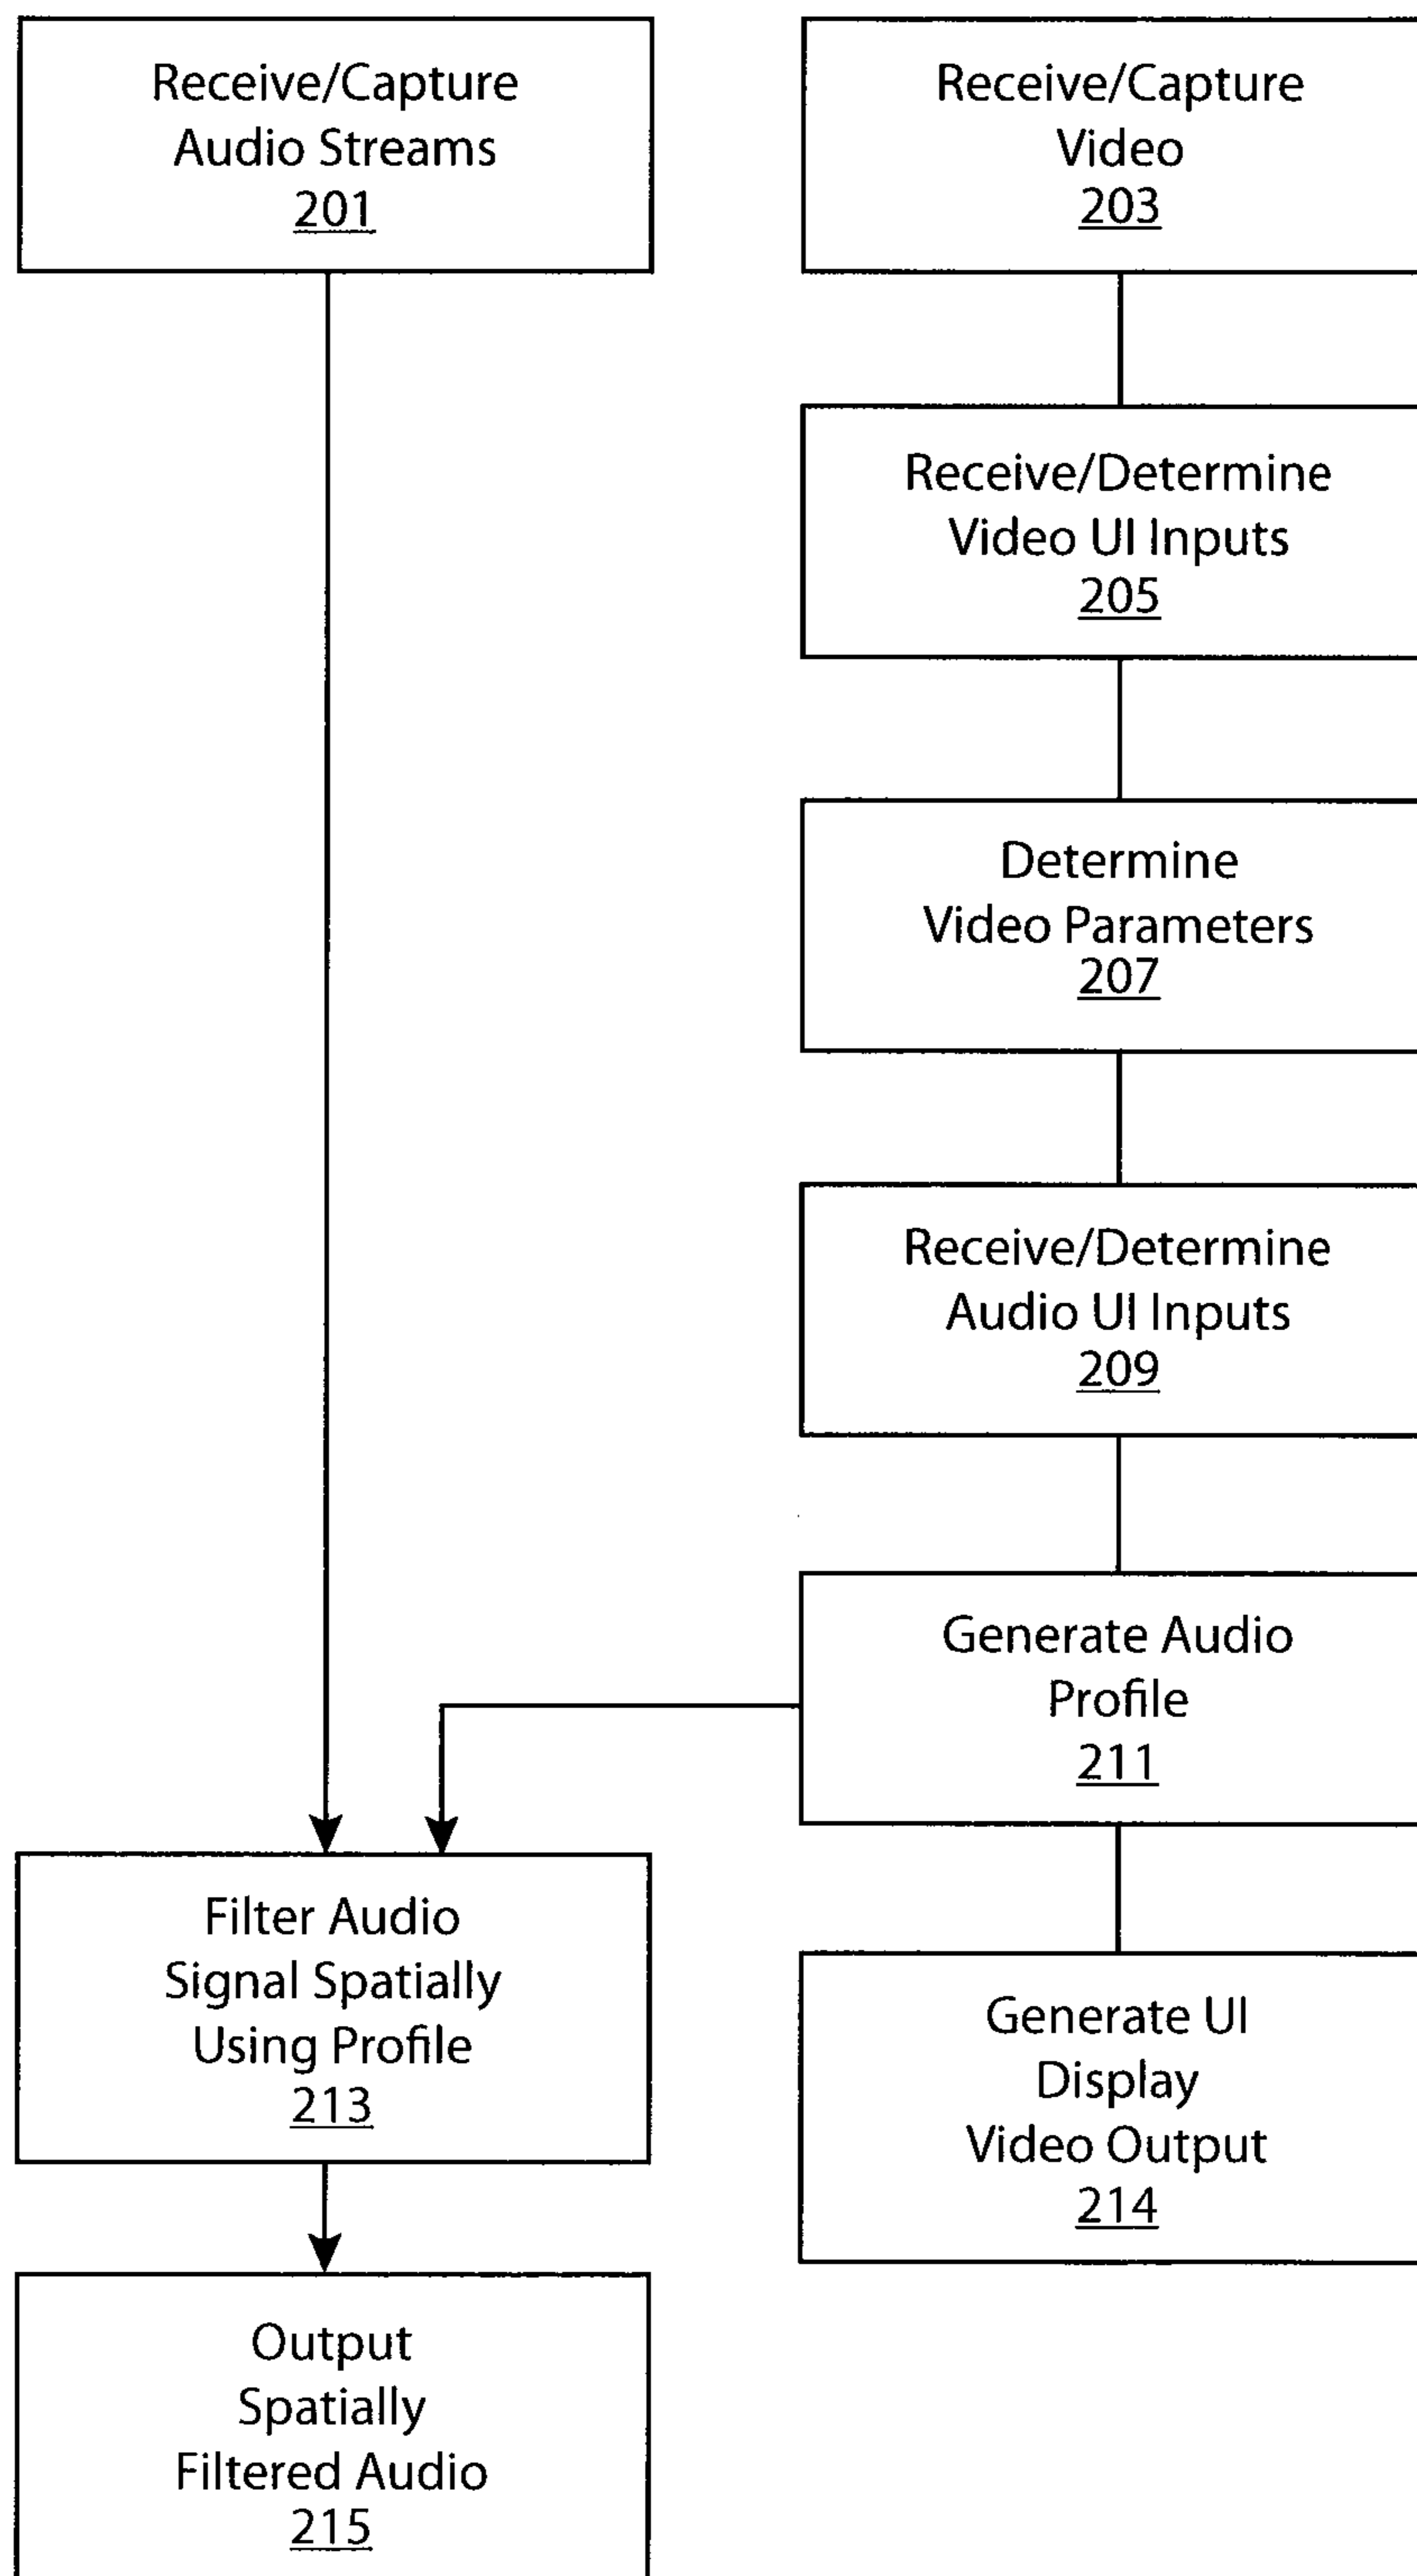 Receive/Capture
Audio Streams
201
Receive/Capture
Video
203
Receive/Determine
Video UI Inputs
205
Determine
Video Parameters
207
Receive/Determine
Audio UI Inputs
209
Generate Audio
Profile
211
Filter Audio
Signal Spatially
Using Profile
213
Generate UI
Display
Video Output
214
Output
Spatially
Filtered Audio
215